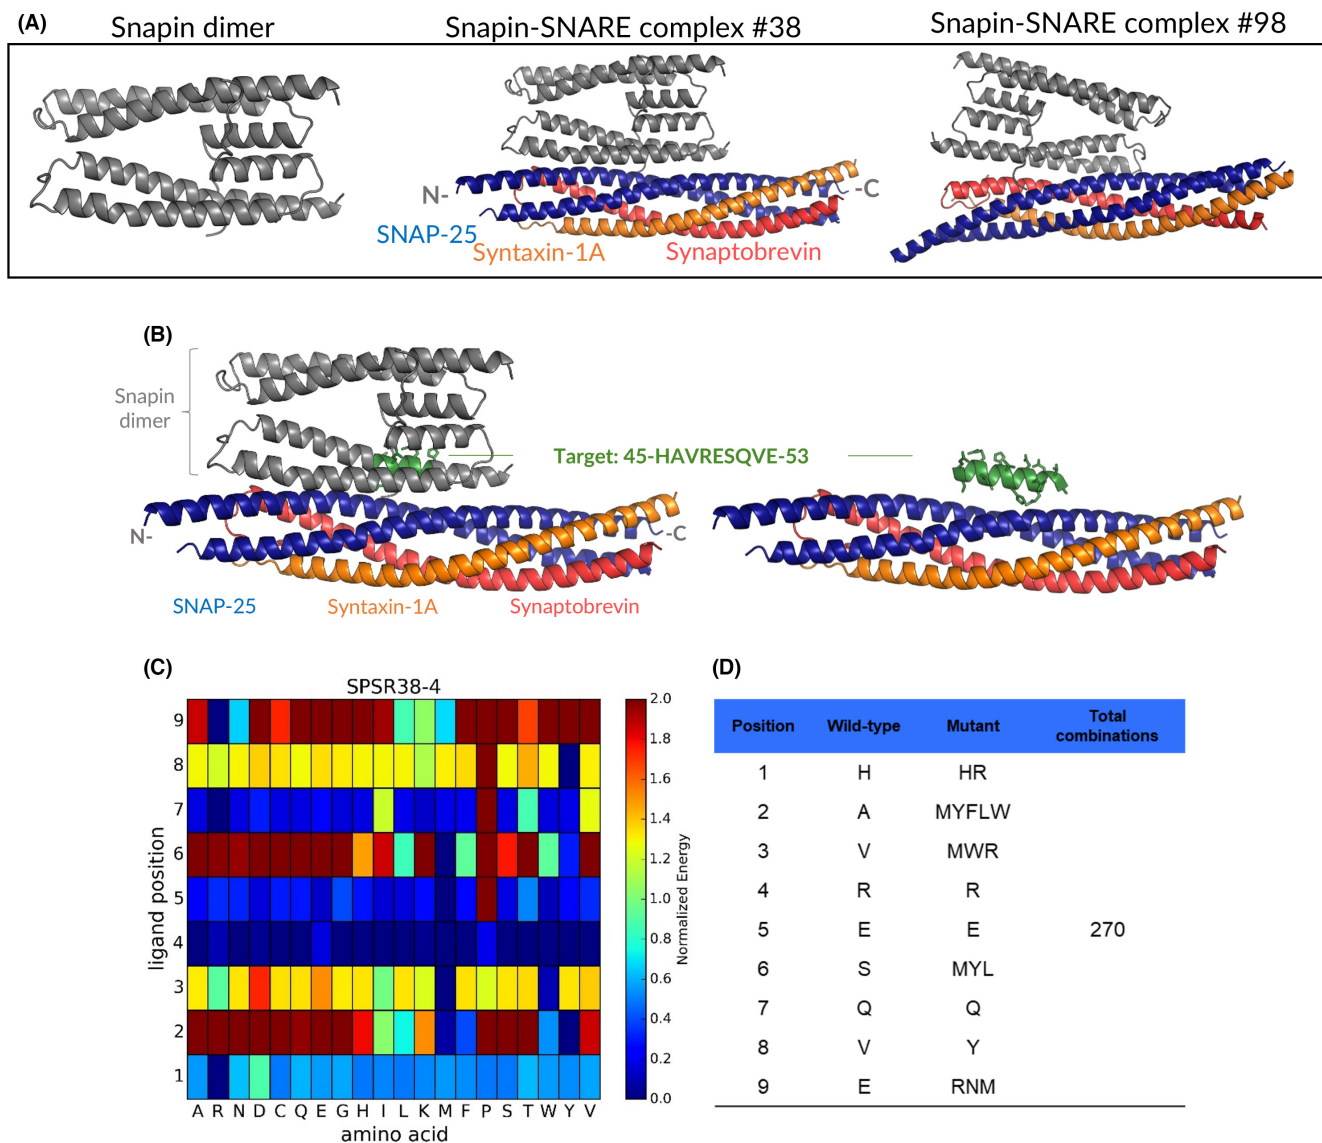 (A)
Snapin dimer
Snapin-SNARE complex #38
Snapin-SNARE complex #98
N-
-C
SNAP-25
Syntaxin-1A
Synaptobrevin
(B)
Snapin
dimer
Target: 45-HAVRESQVE-53
N-
-C
SNAP-25
Syntaxin-1A
Synaptobrevin
(C)
SPSR38-4
ligand position
9
8
7
6
5
4
3
2
1
A R N D C Q E G H I L K M F P S T W Y V
amino acid
2.0
1.8
1.6
1.4
1.2
1.0
0.8
0.6
0.4
0.2
0.0
Normalized Energy
(D)
Position Wild-type Mutant Total combinations
1 H HR
2 A MYFLW
3 V MWR
4 R R
5 E E 270
6 S MYL
7 Q Q
8 V Y
9 E RNM